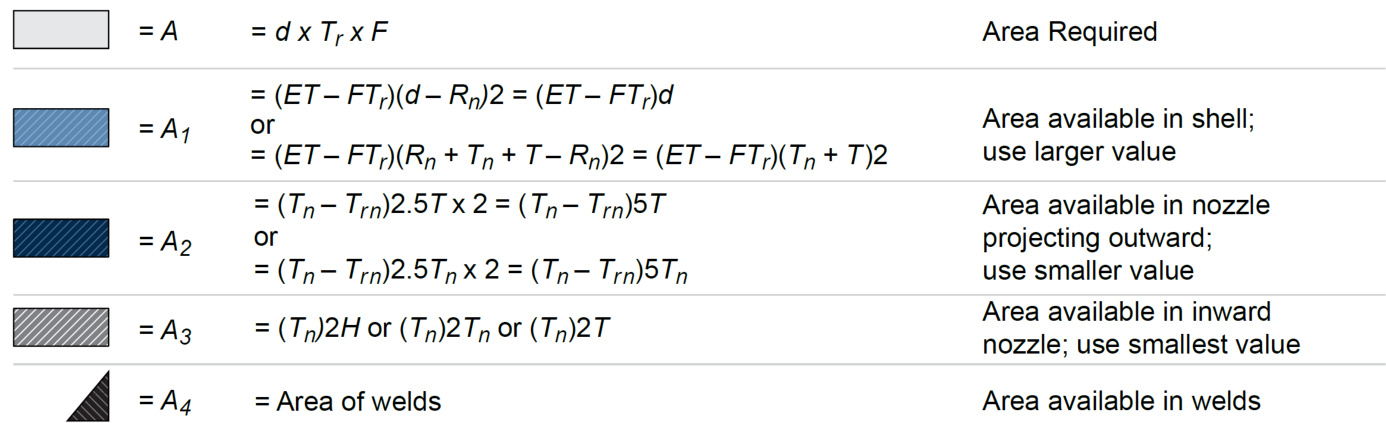 = A = d x Tr x F Area Required
= A1 = (ET – FTr)(d – Rn)2 = (ET – FTr)d
or
= (ET – FTr)(Rn + Tn + T – Rn)2 = (ET – FTr)(Tn + T)2
Area available in shell;
use larger value
= A2 = (Tn – Trn)2.5T x 2 = (Tn – Trn)5T
or
= (Tn – Trn)2.5Tn x 2 = (Tn – Trn)5Tn
Area available in nozzle
projecting outward;
use smaller value
= A3 = (Tn)2H or (Tn)2Tn or (Tn)2T
Area available in inward
nozzle; use smallest value
= A4 = Area of welds Area available in welds